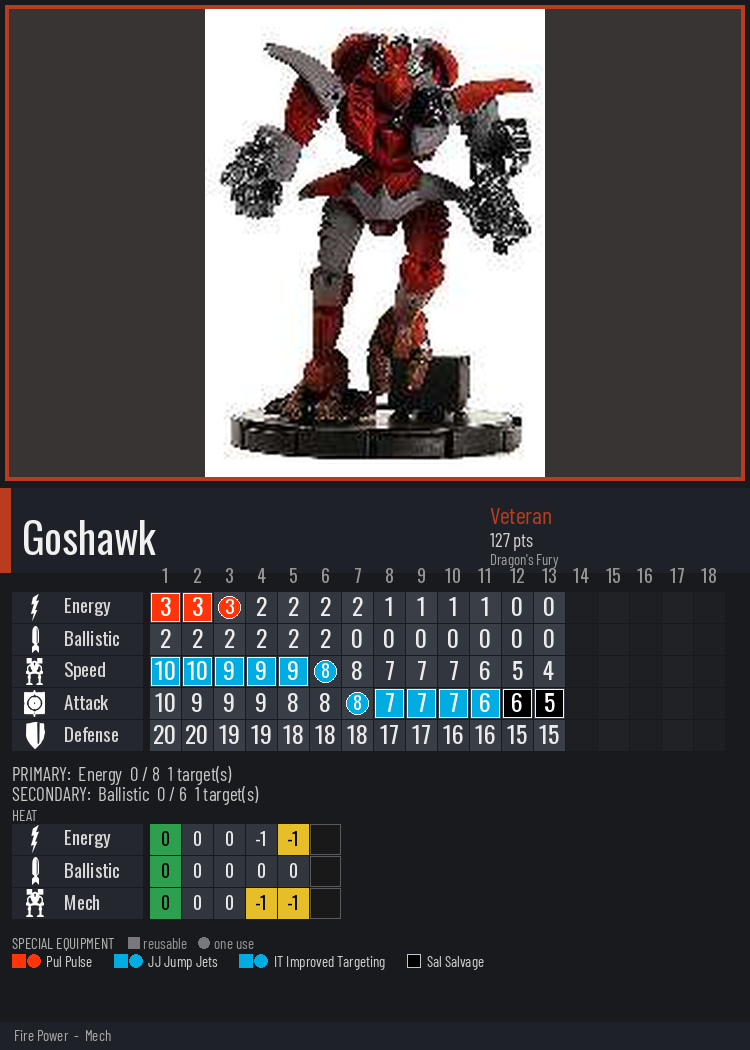 Goshawk
Veteran
127 pts
Dragon's Fury
1 2 3 4 5 6 7 8 9 10 11 12 13 14 15 16 17 18
Energy 3 3 3 2 2 2 2 1 1 1 1 0 0
Ballistic 2 2 2 2 2 2 0 0 0 0 0 0 0
Speed 10 10 9 9 9 8 8 7 7 7 6 5 4
Attack 10 9 9 9 8 8 8 7 7 7 6 6 5
Defense 20 20 19 19 18 18 18 17 17 16 16 15 15
PRIMARY: Energy 0 / 8 1 target(s)
SECONDARY: Ballistic 0 / 6 1 target(s)
HEAT
Energy 0 0 0 -1 -1
Ballistic 0 0 0 0 0
Mech 0 0 0 -1 -1
SPECIAL EQUIPMENT reusable one use
Pul Pulse JJ Jump Jets IT Improved Targeting Sal Salvage
Fire Power - Mech